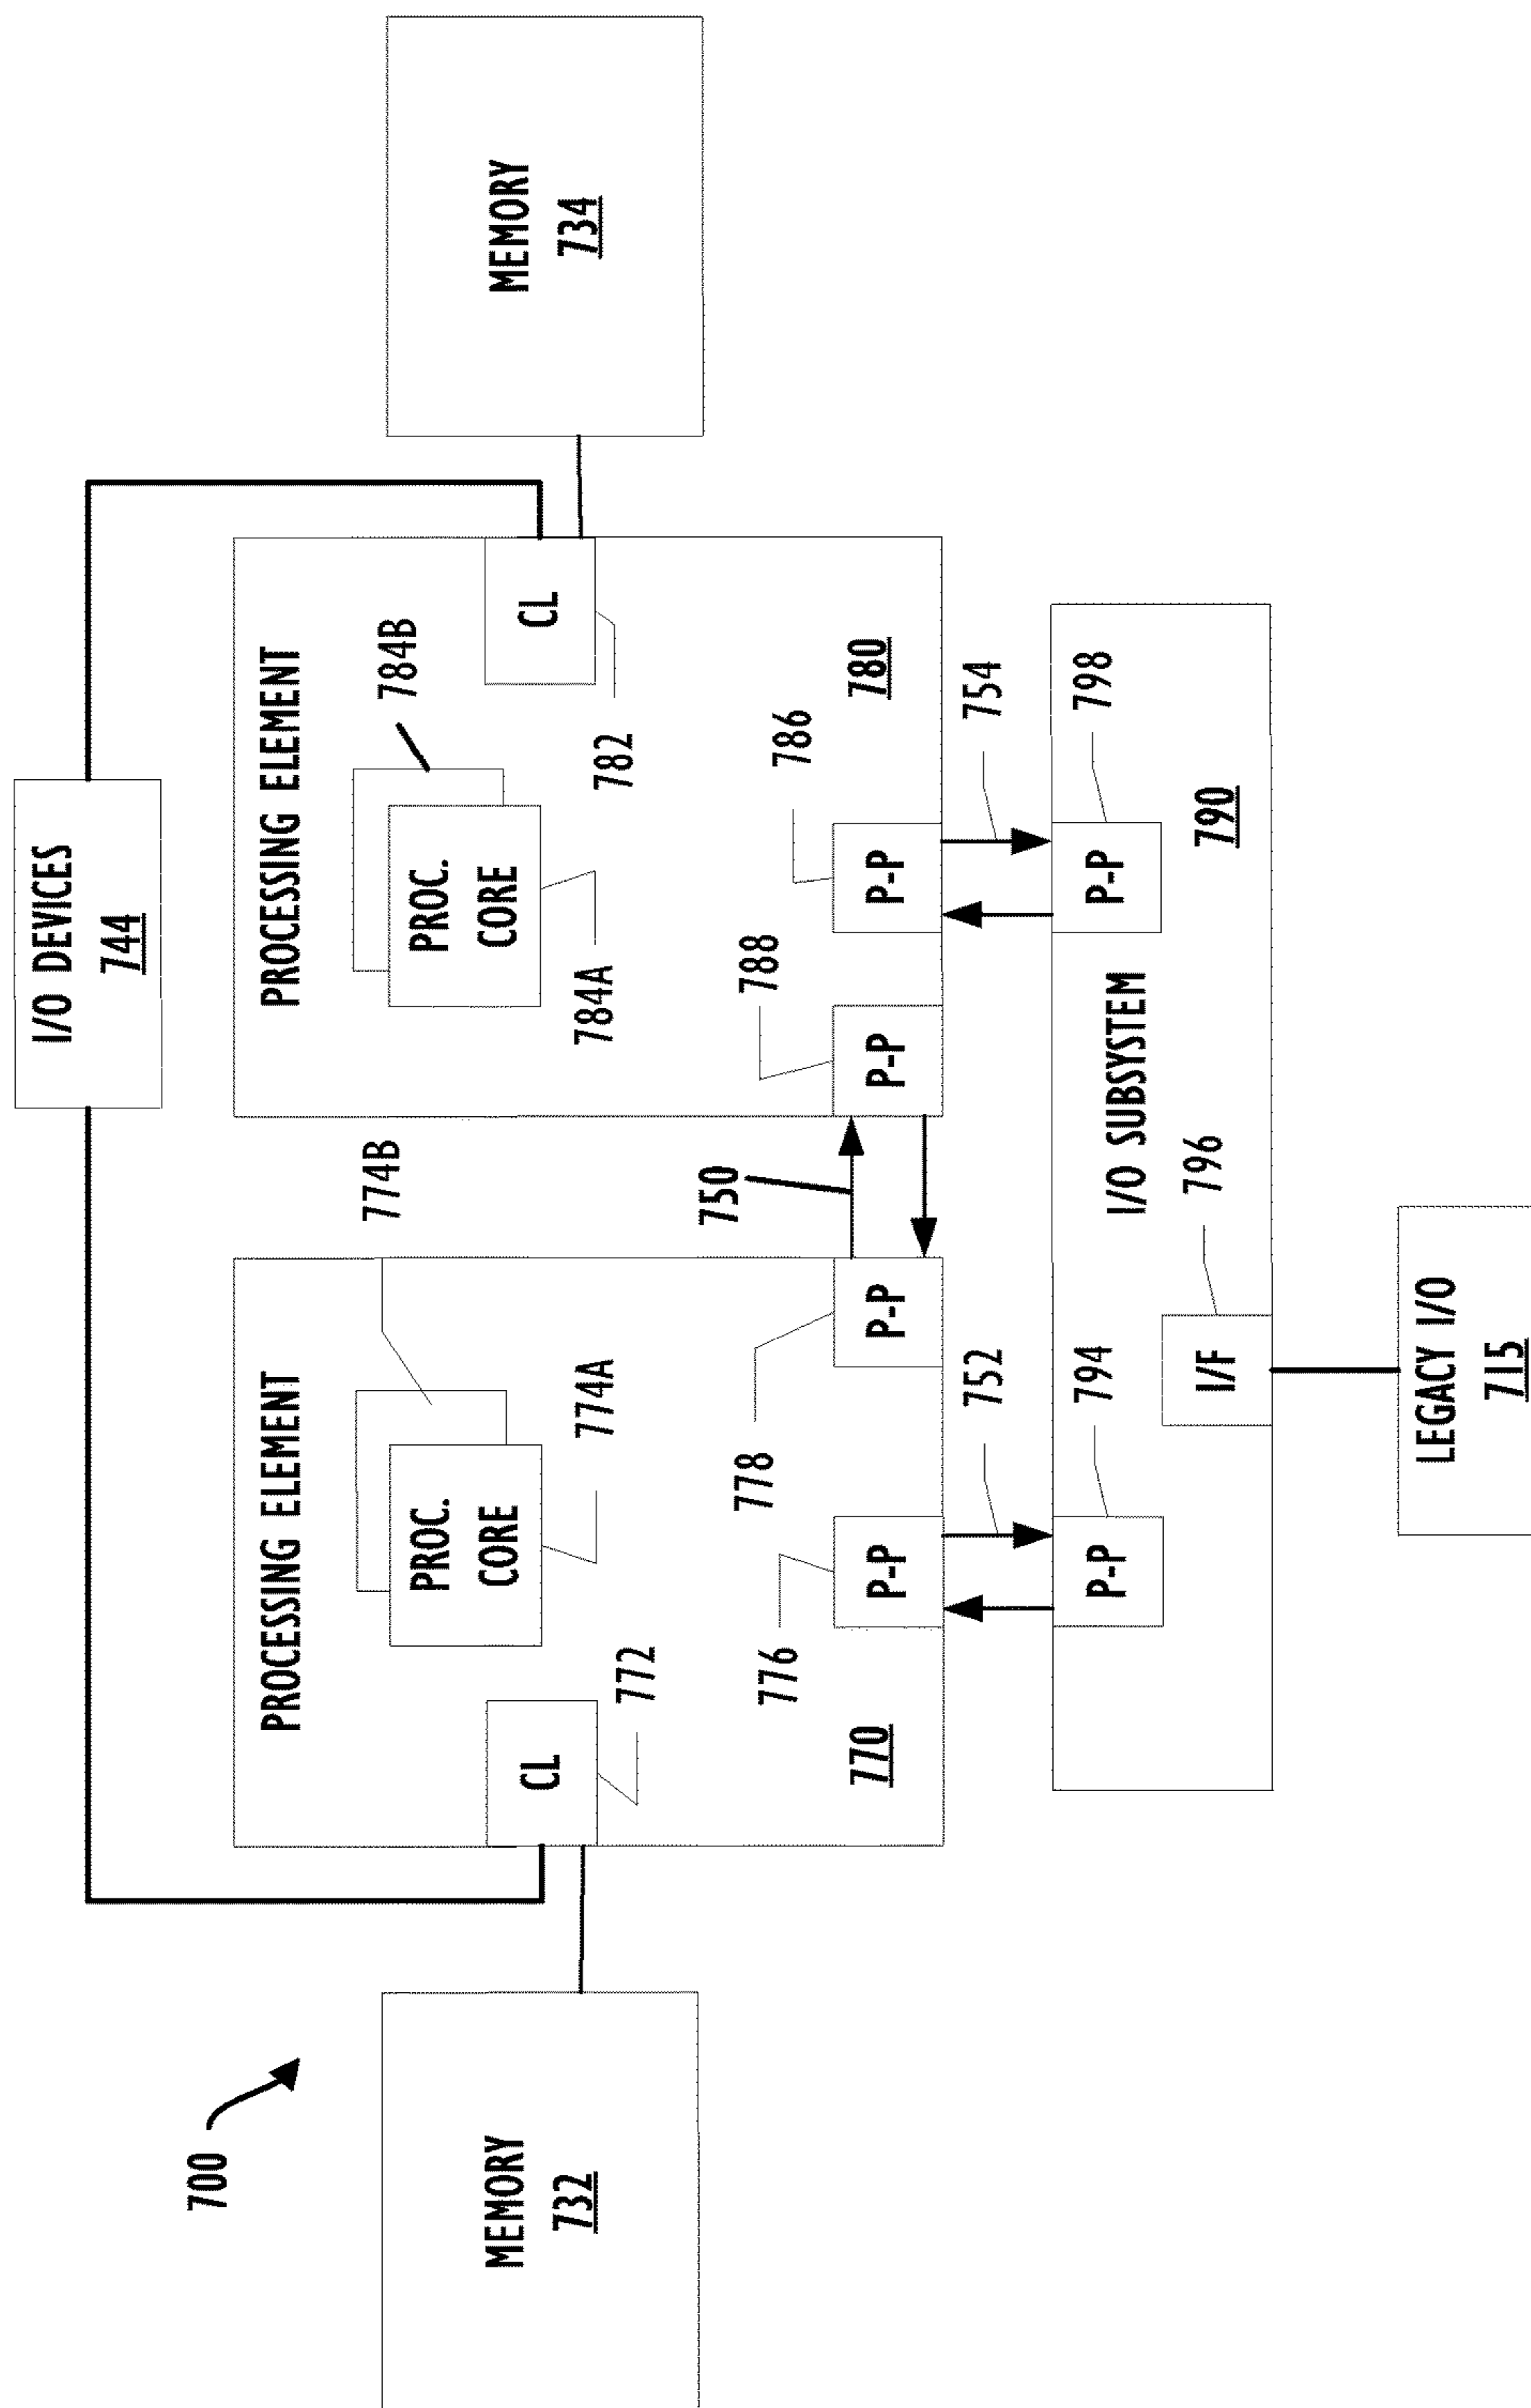 700
I/O DEVICES
744
MEMORY
732
MEMORY
734
PROCESSING ELEMENT
774B
PROC.
CORE
774A
CL
772
776
P-P
778
P-P
770
750
PROCESSING ELEMENT
784B
PROC.
CORE
784A
CL
782
788
P-P
786
P-P
780
752
754
794
P-P
I/O SUBSYSTEM
796
I/F
798
P-P
790
LEGACY I/O
715